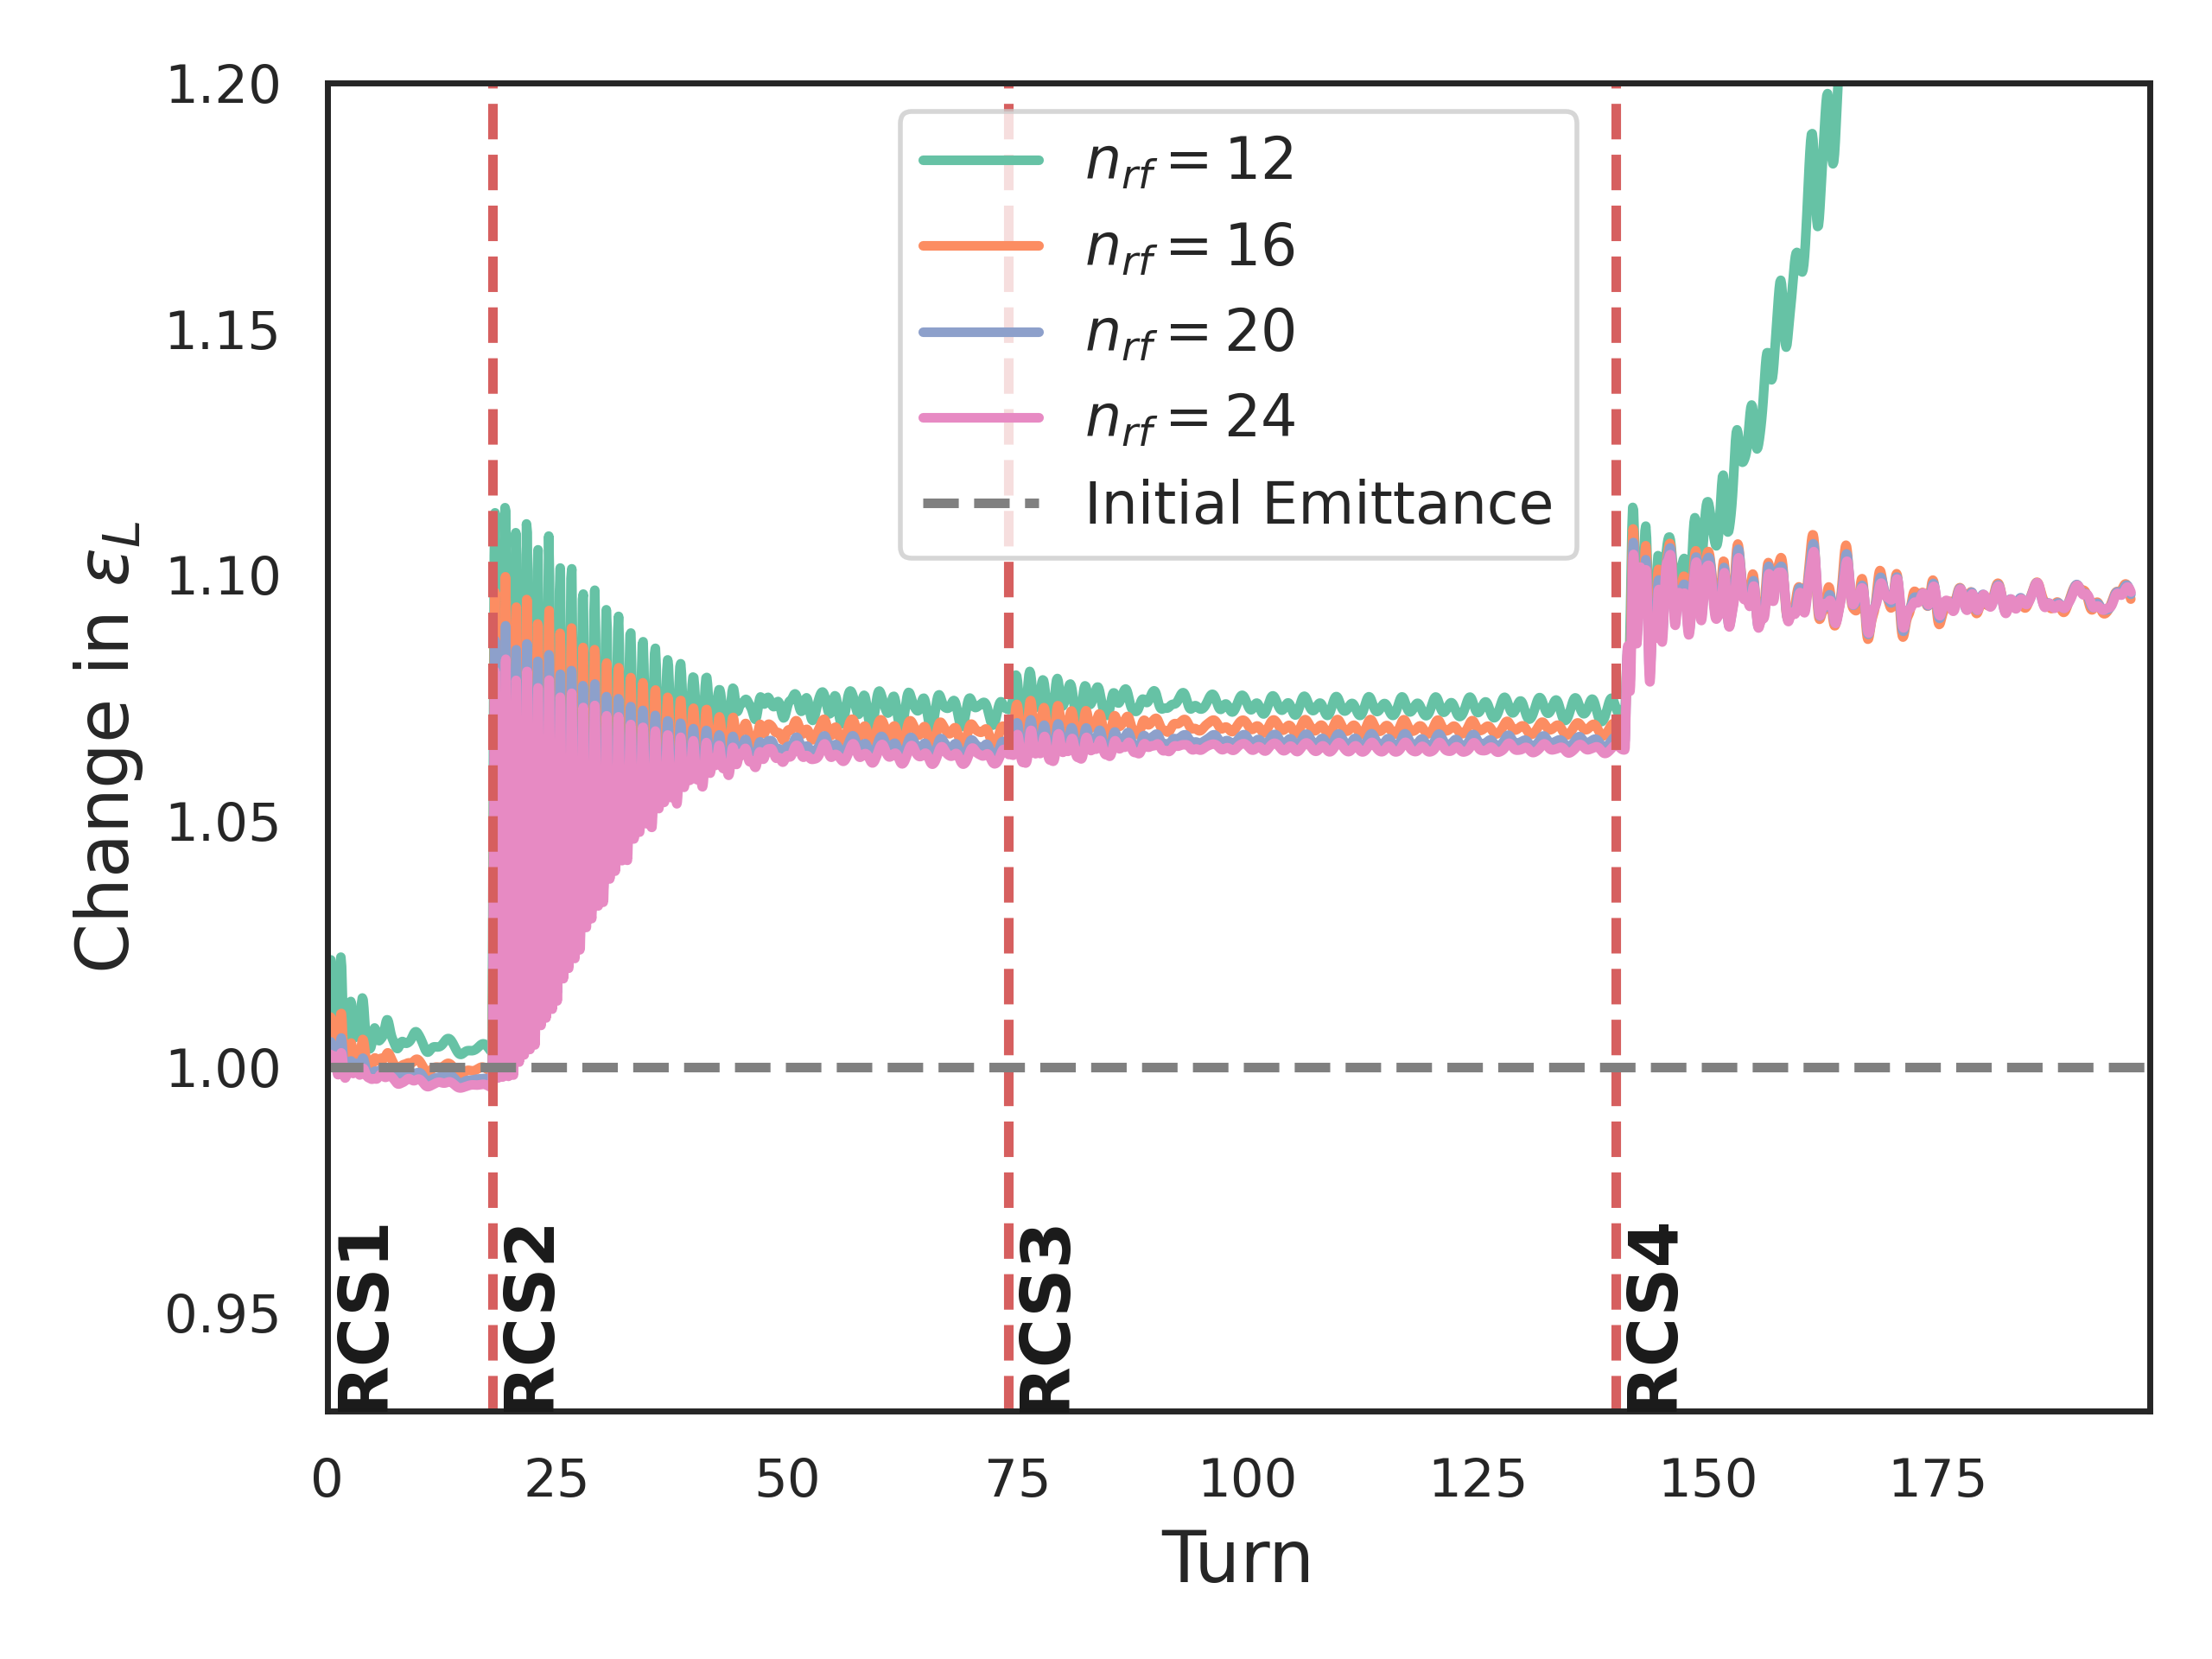 1.20
1.15
1.10
1.05
1.00
0.95
Change in ε_L
n_rf = 12
n_rf = 16
n_rf = 20
n_rf = 24
Initial Emittance
RCS1
RCS2
RCS3
RCS4
0 25 50 75 100 125 150 175
Turn